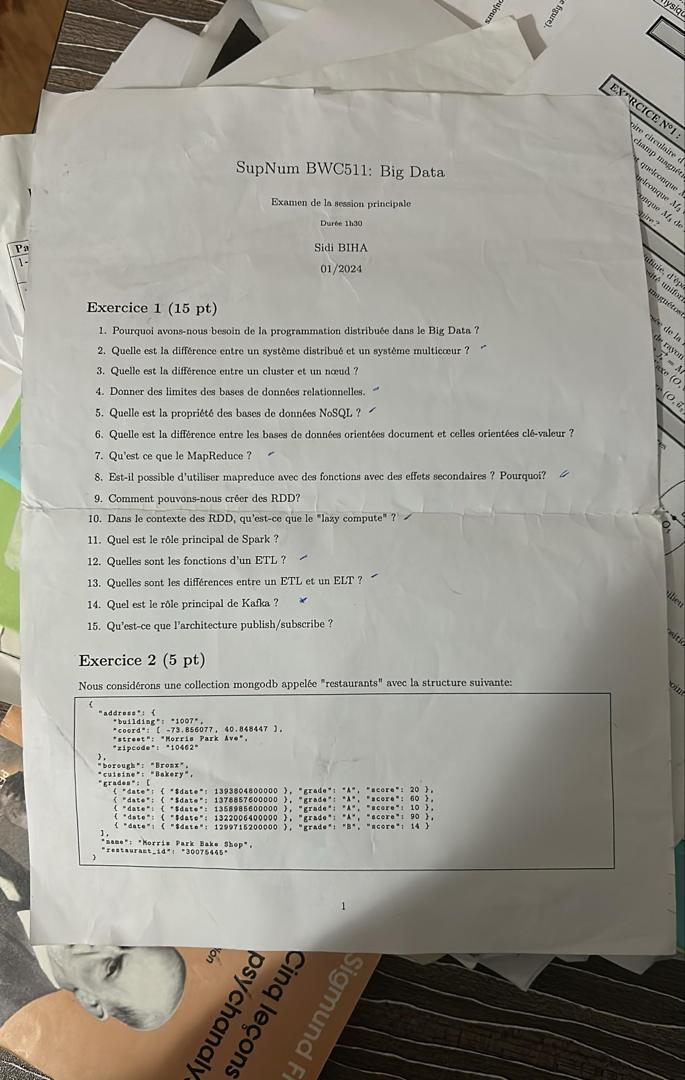 SupNum BWC511: Big Data
Examen de la session principale
Durée 1h30
Sidi BIHA
01/2024
Exercice 1 (15 pt)
1. Pourquoi avons-nous besoin de la programmation distribuée dans le Big Data ?
2. Quelle est la différence entre un système distribué et un système multicœur ?
3. Quelle est la différence entre un cluster et un nœud ?
4. Donner des limites des bases de données relationnelles.
5. Quelle est la propriété des bases de données NoSQL ?
6. Quelle est la différence entre les bases de données orientées document et celles orientées clé-valeur ?
7. Qu'est ce que le MapReduce ?
8. Est-il possible d'utiliser mapreduce avec des fonctions avec des effets secondaires ? Pourquoi?
9. Comment pouvons-nous créer des RDD?
10. Dans le contexte des RDD, qu'est-ce que le "lazy compute" ?
11. Quel est le rôle principal de Spark ?
12. Quelles sont les fonctions d'un ETL ?
13. Quelles sont les différences entre un ETL et un ELT ?
14. Quel est le rôle principal de Kafka ?
15. Qu'est-ce que l'architecture publish/subscribe ?
Exercice 2 (5 pt)
Nous considérons une collection mongodb appelée "restaurants" avec la structure suivante:
{
"address": {
"building": "1007",
"coord": [ -73.856077, 40.848447 ],
"street": "Morris Park Ave",
"zipcode": "10462"
},
"borough": "Bronx",
"cuisine": "Bakery",
"grades": [
{ "date": { "$date": 1393804800000 }, "grade": "A", "score": 20 },
{ "date": { "$date": 1376857600000 }, "grade": "A", "score": 60 },
{ "date": { "$date": 1358985600000 }, "grade": "A", "score": 10 },
{ "date": { "$date": 1322006400000 }, "grade": "A", "score": 90 },
{ "date": { "$date": 1299715200000 }, "grade": "B", "score": 14 }
],
"name": "Morris Park Bake Shop",
"restaurant_id": "30075445"
}
1
EXERCICE N°1 :
Cinq leçons
psychanaly
Sigmund F